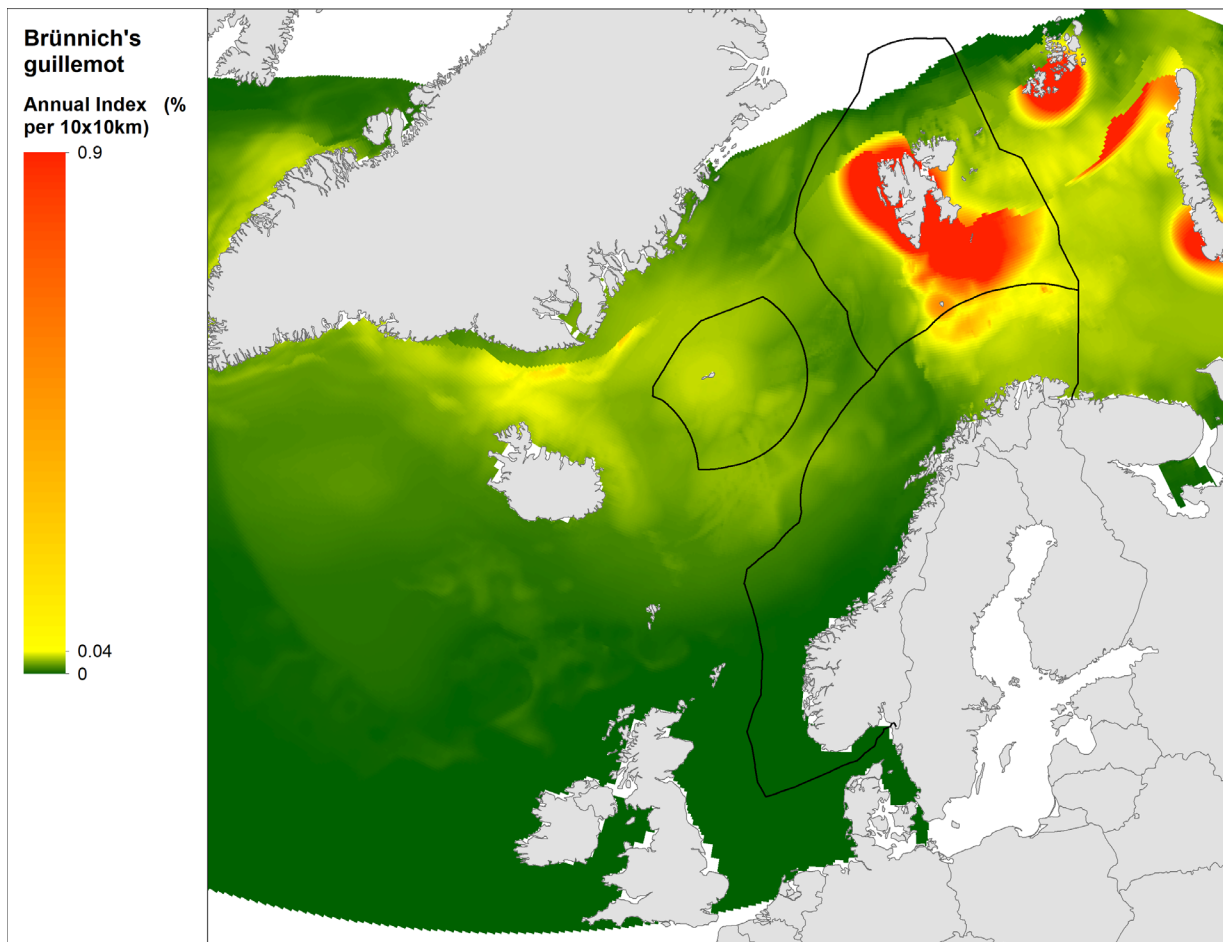 Brünnich's
guillemot
Annual Index (%
per 10x10km)
0.9
0.04
0